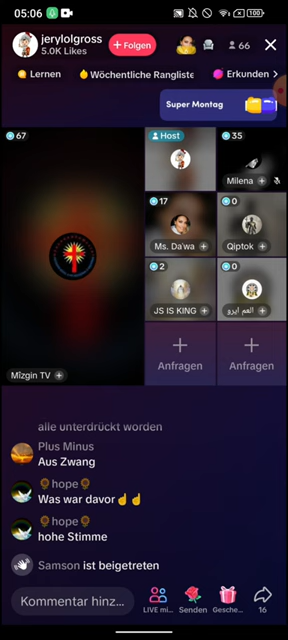 05:06
100
jerylolgross
5.0K Likes
+ Folgen
66
Lernen
Wöchentliche Rangliste
Erkunden
Super Montag
67
Host
35
Milena
17
0
Ms. Da'wa
Qiptok
2
0
JS IS KING
العم ايرو
Mîzgin TV
Anfragen
Anfragen
alle unterdrückt worden
Plus Minus
Aus Zwang
🌻hope🌻
Was war davor☝️☝️
🌻hope🌻
hohe Stimme
Samson ist beigetreten
Kommentar hinz...
LIVE mi...
Senden
Gesche...
16